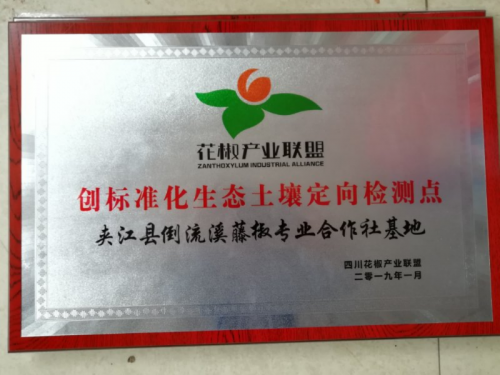 花椒产业联盟
ZANTHOXYLUM INDUSTRIAL ALLIANCE
创标准化生态土壤定向检测点
夹江县倒流溪藤椒专业合作社基地
四川花椒产业联盟
二零一九年一月